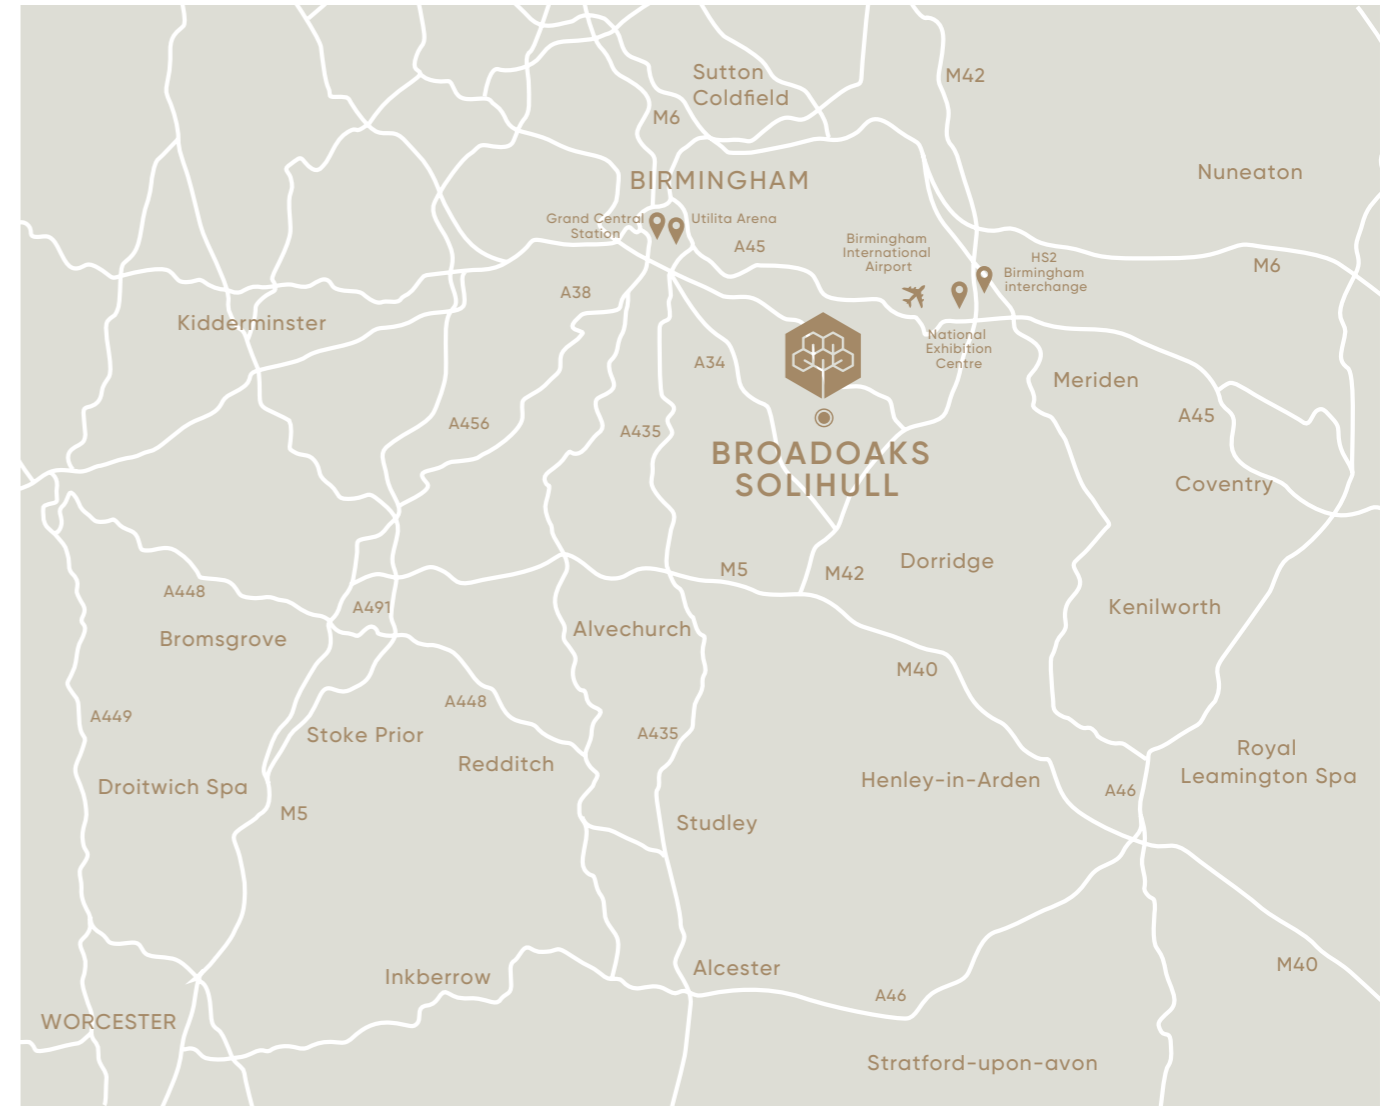 Sutton
Coldfield
M42
M6
Nuneaton
BIRMINGHAM
Grand Central
Station
Utilita Arena
A45
Birmingham
International
Airport
HS2
Birmingham
interchange
M6
A38
Kidderminster
National
Exhibition
Centre
A34
Meriden
A45
A456
A435
BROADOAKS
SOLIHULL
Coventry
M5
M42
Dorridge
A448
A491
Kenilworth
Bromsgrove
Alvechurch
M40
A448
A449
Stoke Prior
A435
Redditch
Royal
Leamington Spa
Droitwich Spa
Henley-in-Arden
A46
M5
Studley
Inkberrow
Alcester
M40
A46
WORCESTER
Stratford-upon-avon